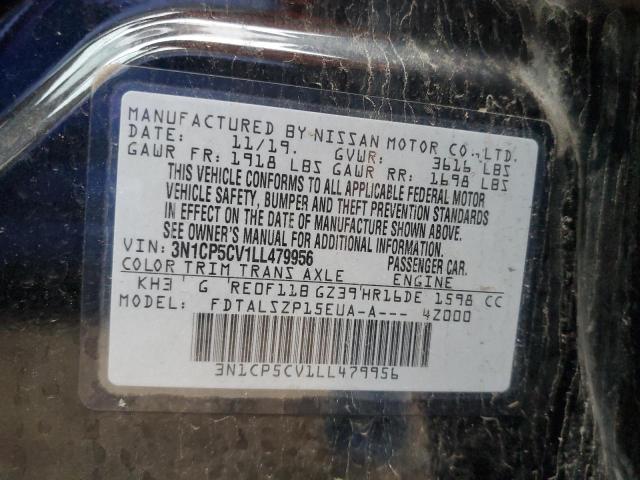 MANUFACTURED BY NISSAN MOTOR CO., LTD.
DATE: 11/19. GVWR: 3616 LBS
GAWR FR: 1918 LBS GAWR RR: 1698 LBS
THIS VEHICLE CONFORMS TO ALL APPLICABLE FEDERAL MOTOR
VEHICLE SAFETY, BUMPER AND THEFT PREVENTION STANDARDS
IN EFFECT ON THE DATE OF MANUFACTURE SHOWN ABOVE.
SEE OWNER'S MANUAL FOR ADDITIONAL INFORMATION.
VIN: 3N1CP5CV1LL479956 PASSENGER CAR.
COLOR TRIM TRANS AXLE ENGINE
KH3 G RE0F11B GZ39 HR16DE 1598 CC
MODEL: FDTALSZP15EUA-A--- 4Z000
3N1CP5CV1LL479956